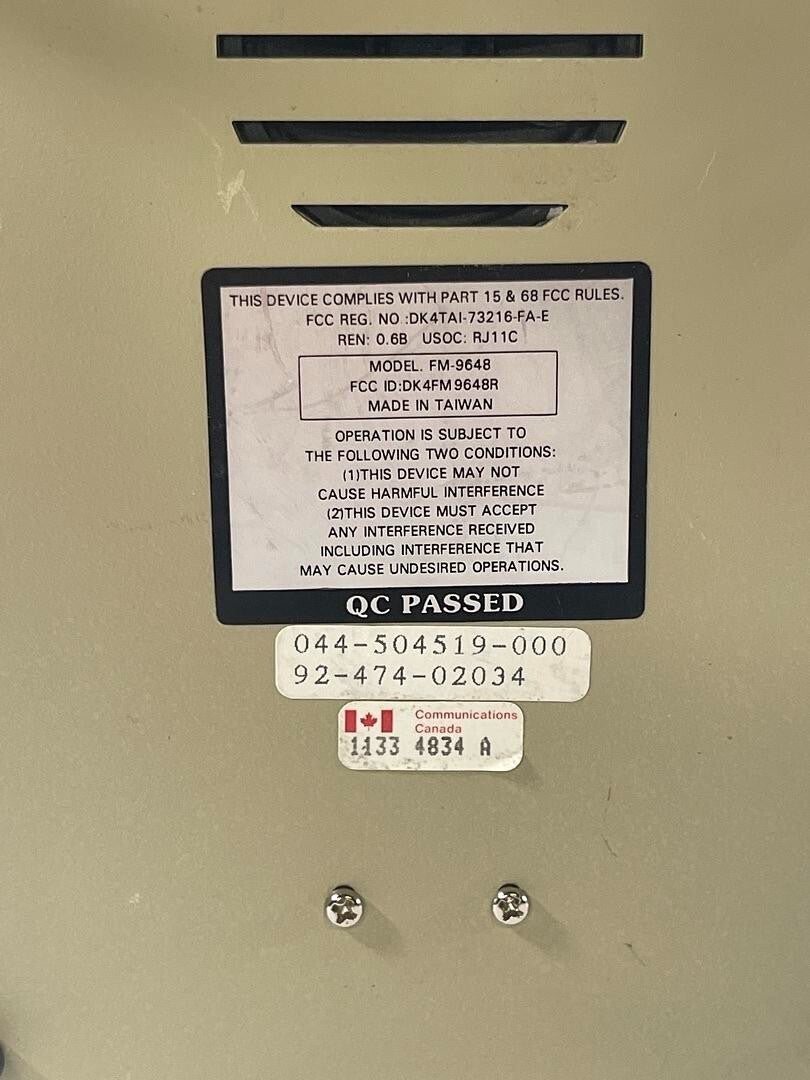 THIS DEVICE COMPLIES WITH PART 15 & 68 FCC RULES.
FCC REG. NO.:DK4TAI-73216-FA-E
REN: 0.6B USOC: RJ11C
MODEL. FM-9648
FCC ID:DK4FM9648R
MADE IN TAIWAN
OPERATION IS SUBJECT TO
THE FOLLOWING TWO CONDITIONS:
(1)THIS DEVICE MAY NOT
CAUSE HARMFUL INTERFERENCE
(2)THIS DEVICE MUST ACCEPT
ANY INTERFERENCE RECEIVED
INCLUDING INTERFERENCE THAT
MAY CAUSE UNDESIRED OPERATIONS.
QC PASSED
044-504519-000
92-474-02034
Communications
Canada
1133 4834 A